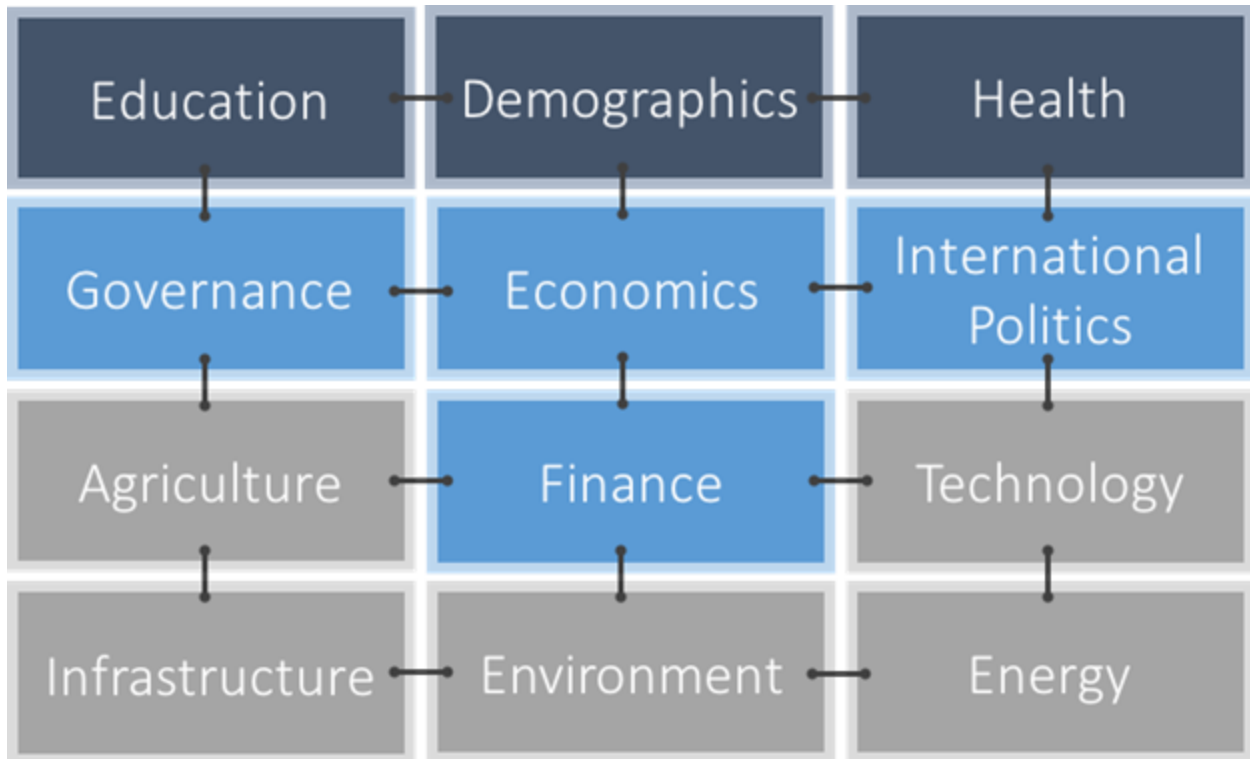 Education
Demographics
Health
Governance
Economics
International
Politics
Agriculture
Finance
Technology
Infrastructure
Environment
Energy